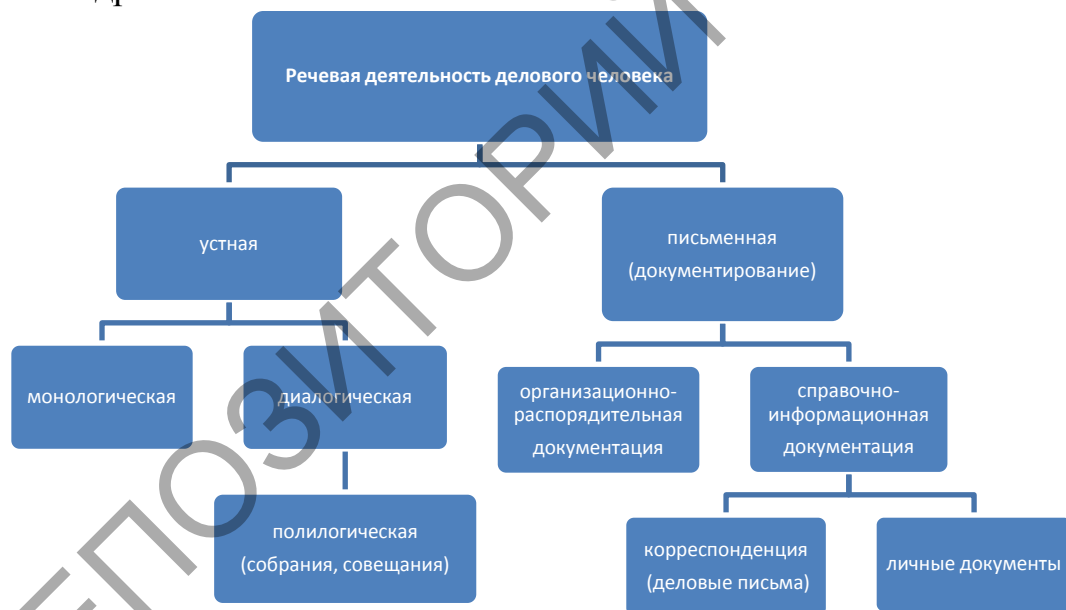 Речевая деятельность делового человека
устная
письменная
(документирование)
монологическая
диалогическая
организационно-
распорядительная
документация
справочно-
информационная
документация
полилогическая
(собрания, совещания)
корреспонденция
(деловые письма)
личные документы
ЕПОЗИТОРИЙ